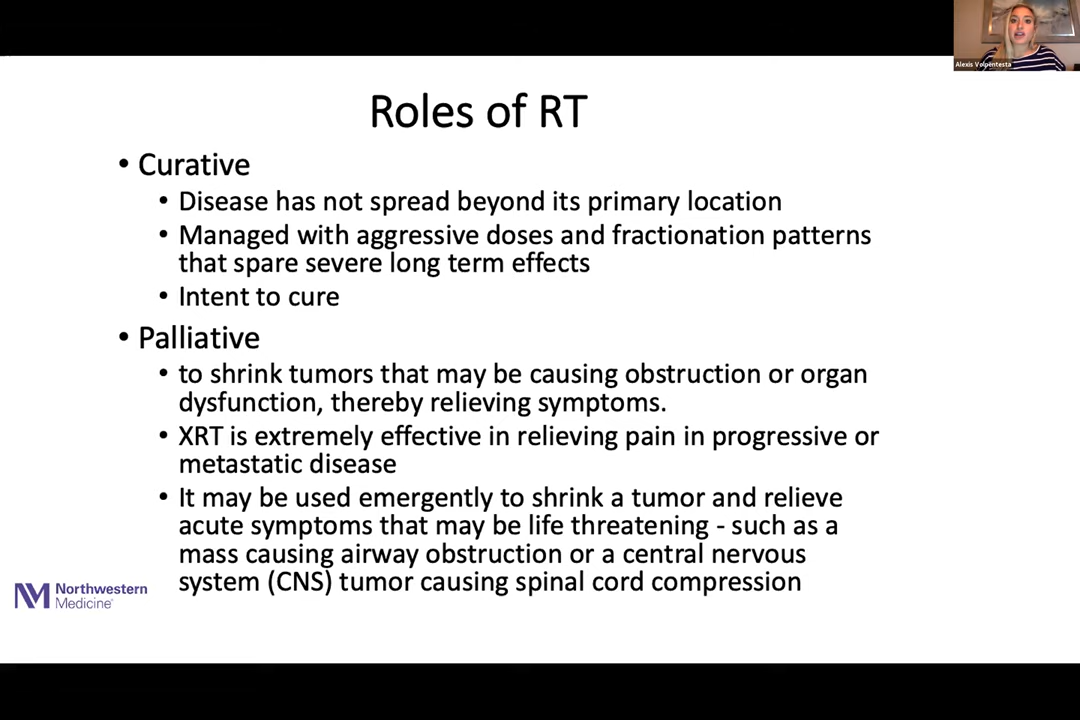 Alexis Volpentesta
Roles of RT
• Curative
• Disease has not spread beyond its primary location
• Managed with aggressive doses and fractionation patterns
that spare severe long term effects
• Intent to cure
• Palliative
• to shrink tumors that may be causing obstruction or organ
dysfunction, thereby relieving symptoms.
• XRT is extremely effective in relieving pain in progressive or
metastatic disease
• It may be used emergently to shrink a tumor and relieve
acute symptoms that may be life threatening - such as a
mass causing airway obstruction or a central nervous
system (CNS) tumor causing spinal cord compression
NM Northwestern
Medicine®